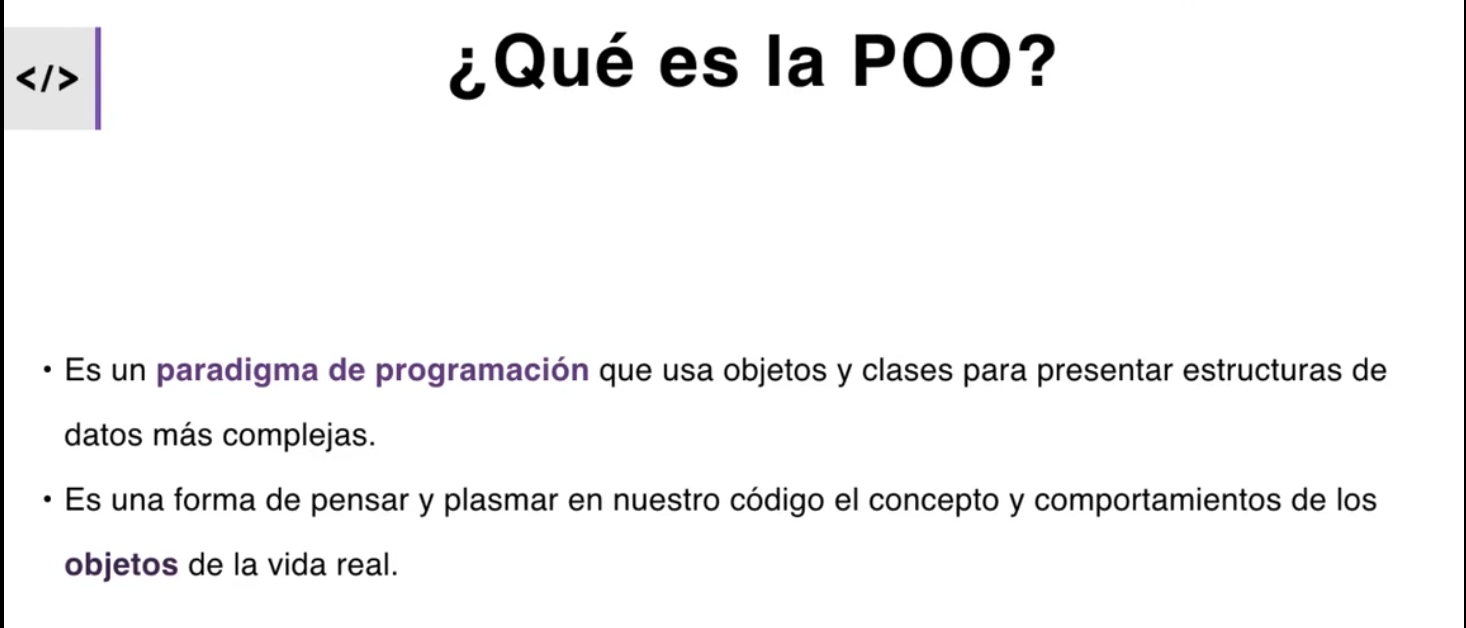 </>
¿Qué es la POO?
• Es un paradigma de programación que usa objetos y clases para presentar estructuras de
datos más complejas.
• Es una forma de pensar y plasmar en nuestro código el concepto y comportamientos de los
objetos de la vida real.